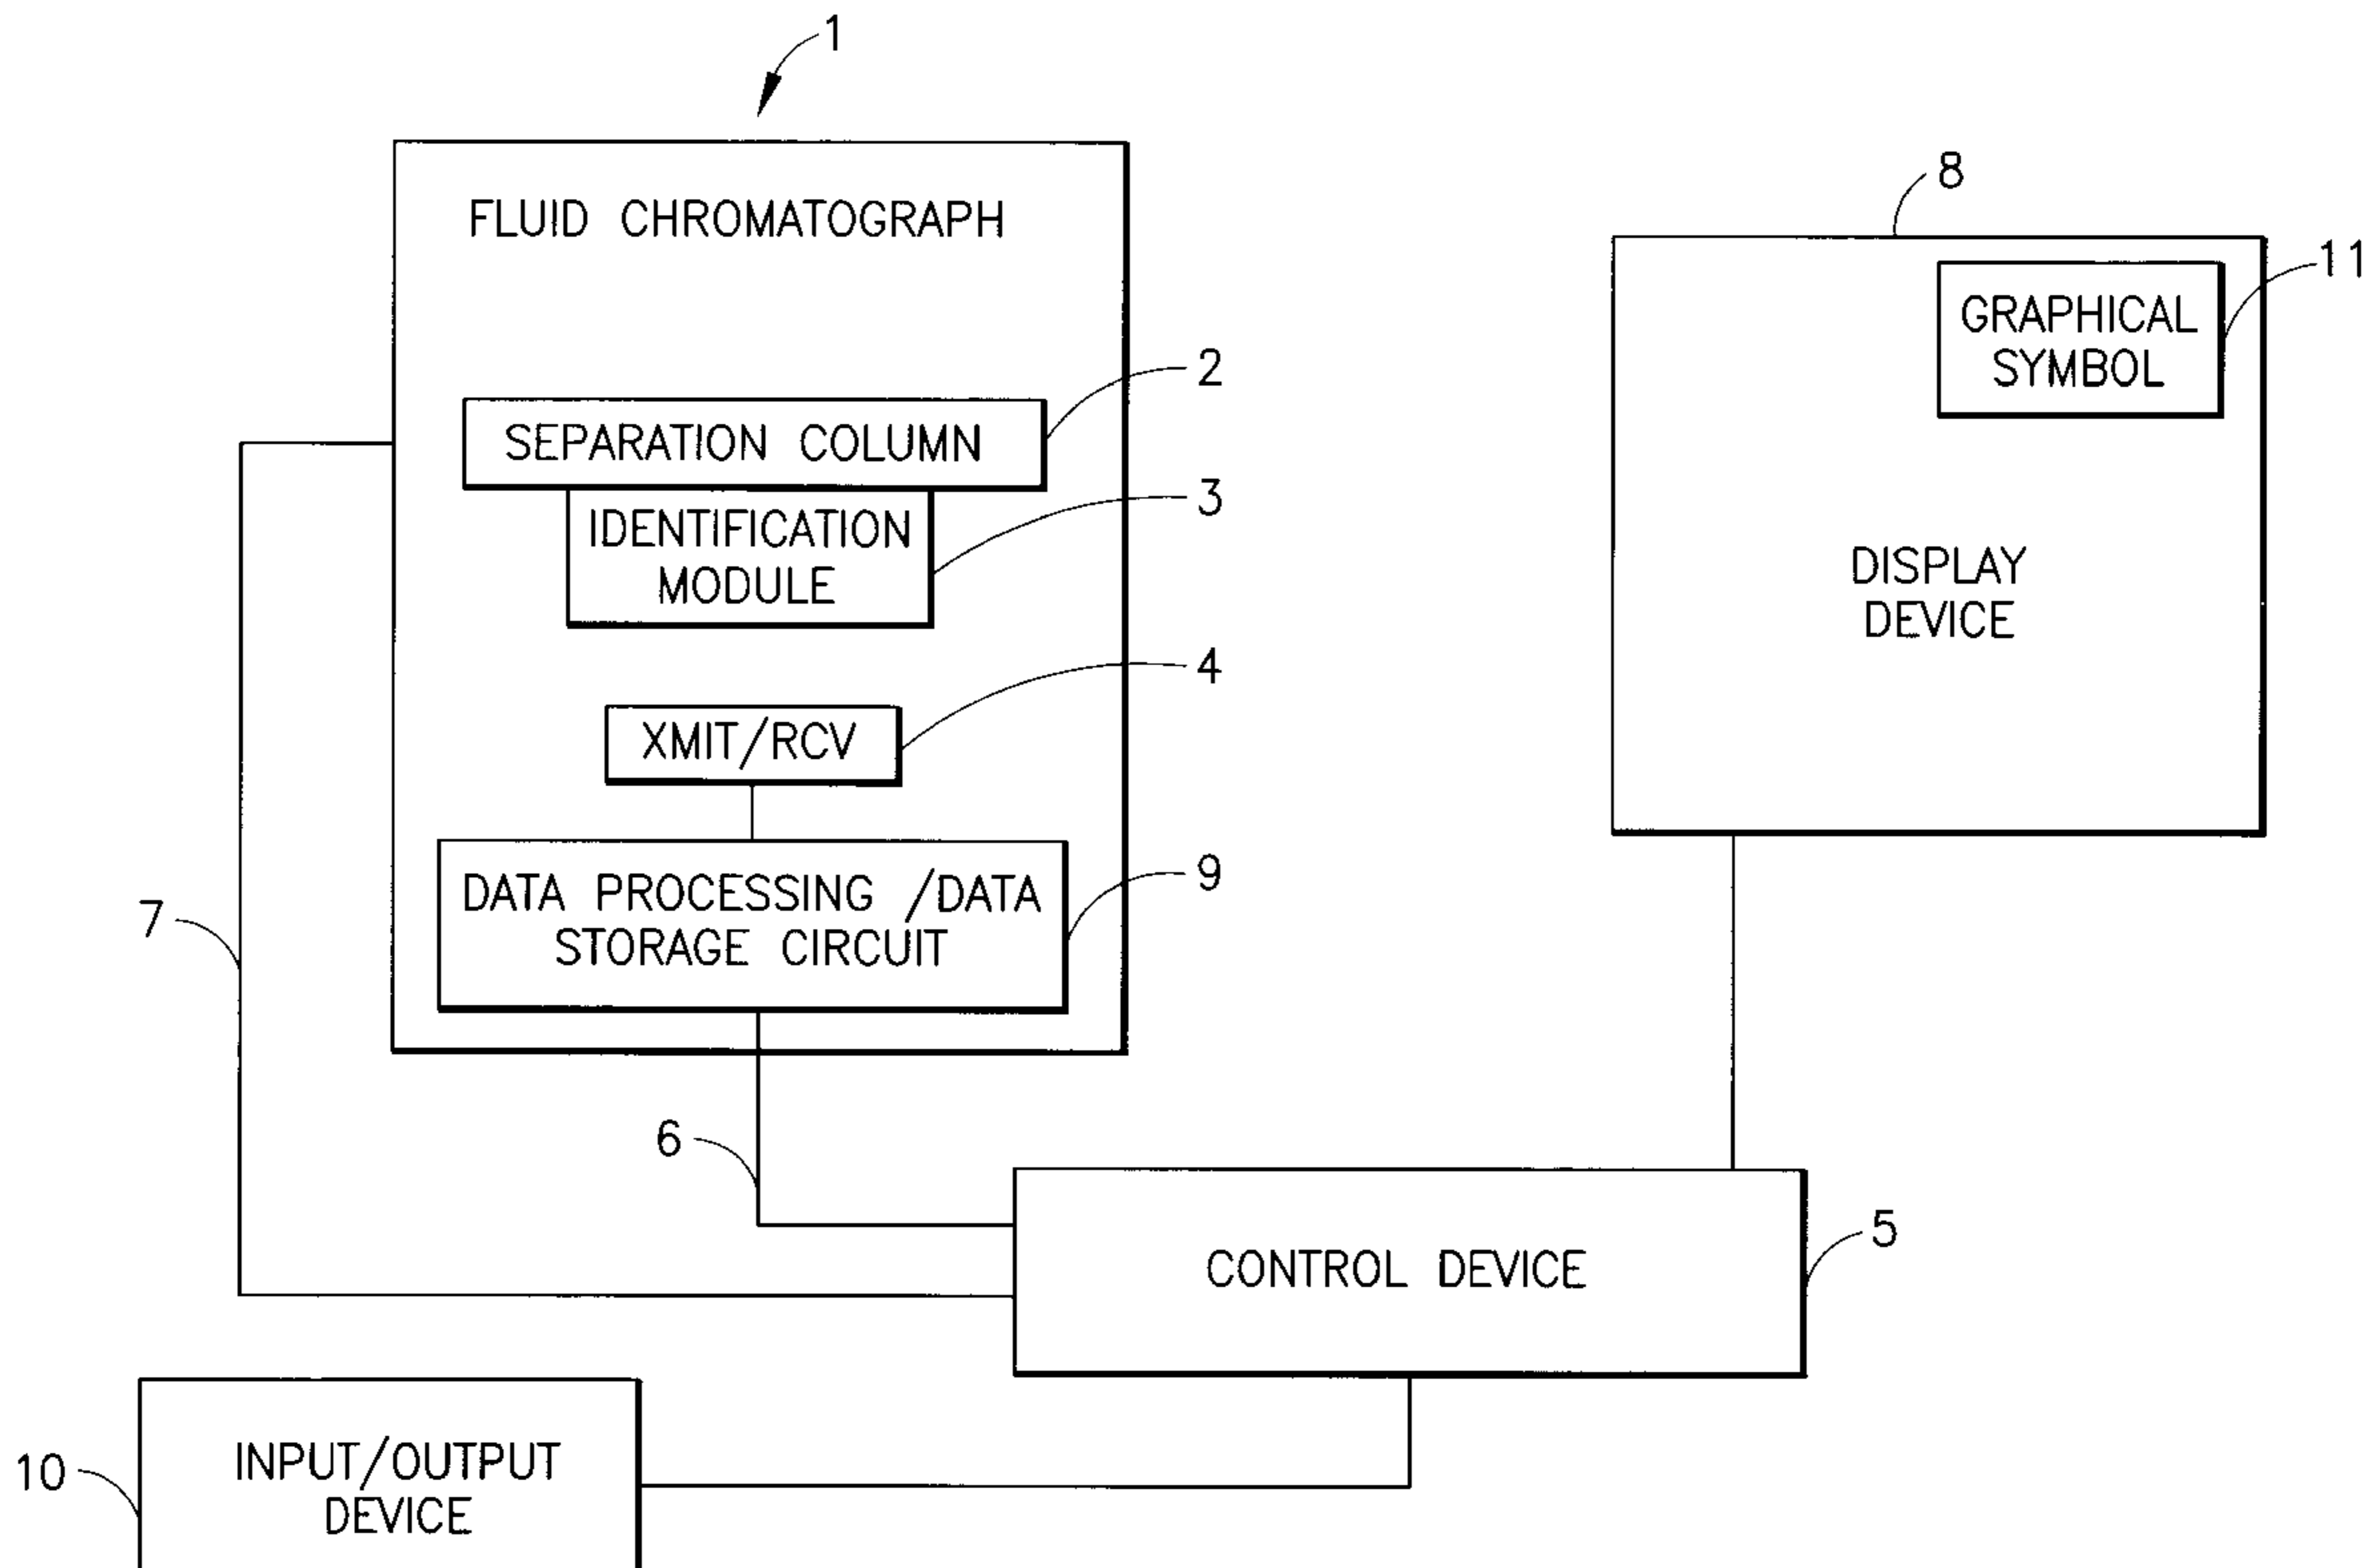 1
FLUID CHROMATOGRAPH
8
11
GRAPHICAL
SYMBOL
2
SEPARATION COLUMN
3
IDENTIFICATION
MODULE
DISPLAY
DEVICE
4
XMIT/RCV
9
DATA PROCESSING /DATA
STORAGE CIRCUIT
7
6
5
CONTROL DEVICE
10
INPUT/OUTPUT
DEVICE